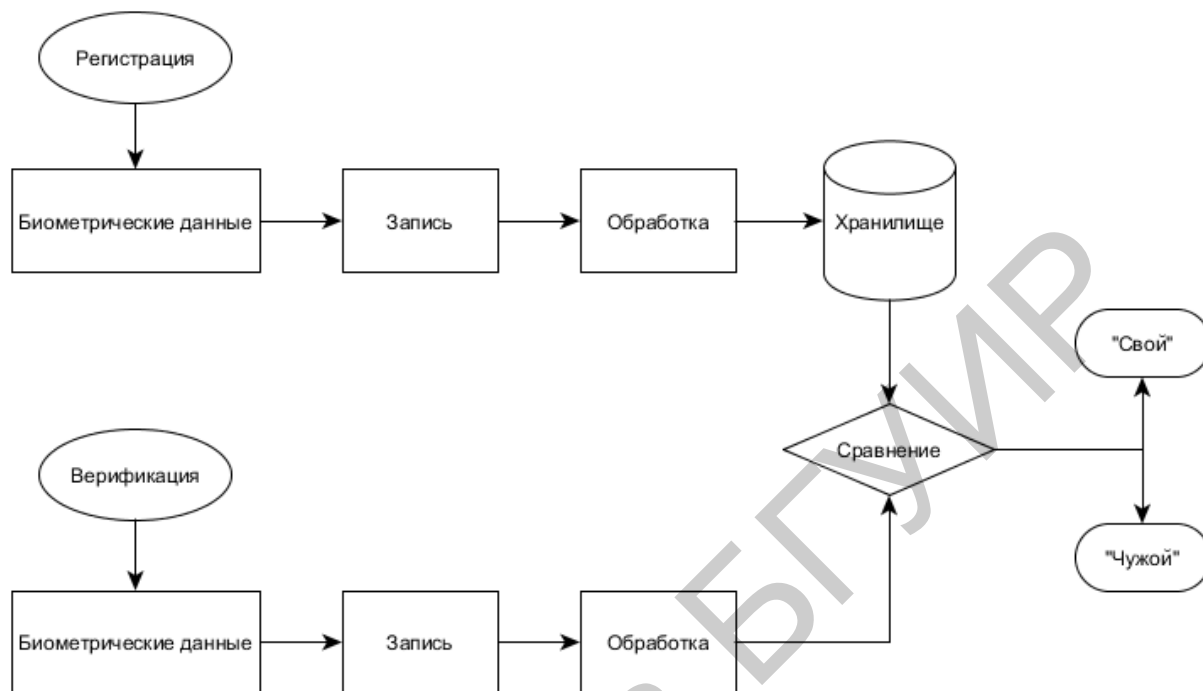 Регистрация
Биометрические данные
Запись
Обработка
Хранилище
"Свой"
Сравнение
Верификация
"Чужой"
Биометрические данные
Запись
Обработка
БГУИР